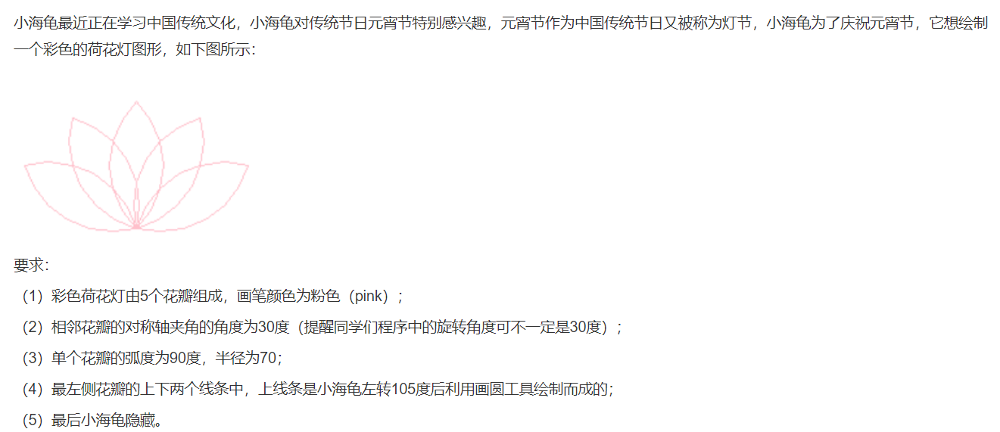 小海龟最近正在学习中国传统文化，小海龟对传统节日元宵节特别感兴趣，元宵节作为中国传统节日又被称为灯节，小海龟为了庆祝元宵节，它想绘制
一个彩色的荷花灯图形，如下图所示：
要求：
（1）彩色荷花灯由5个花瓣组成，画笔颜色为粉色（pink）；
（2）相邻花瓣的对称轴夹角的角度为30度（提醒同学们程序中的旋转角度可不一定是30度）；
（3）单个花瓣的弧度为90度，半径为70；
（4）最左侧花瓣的上下两个线条中，上线条是小海龟左转105度后利用画圆工具绘制而成的；
（5）最后小海龟隐藏。